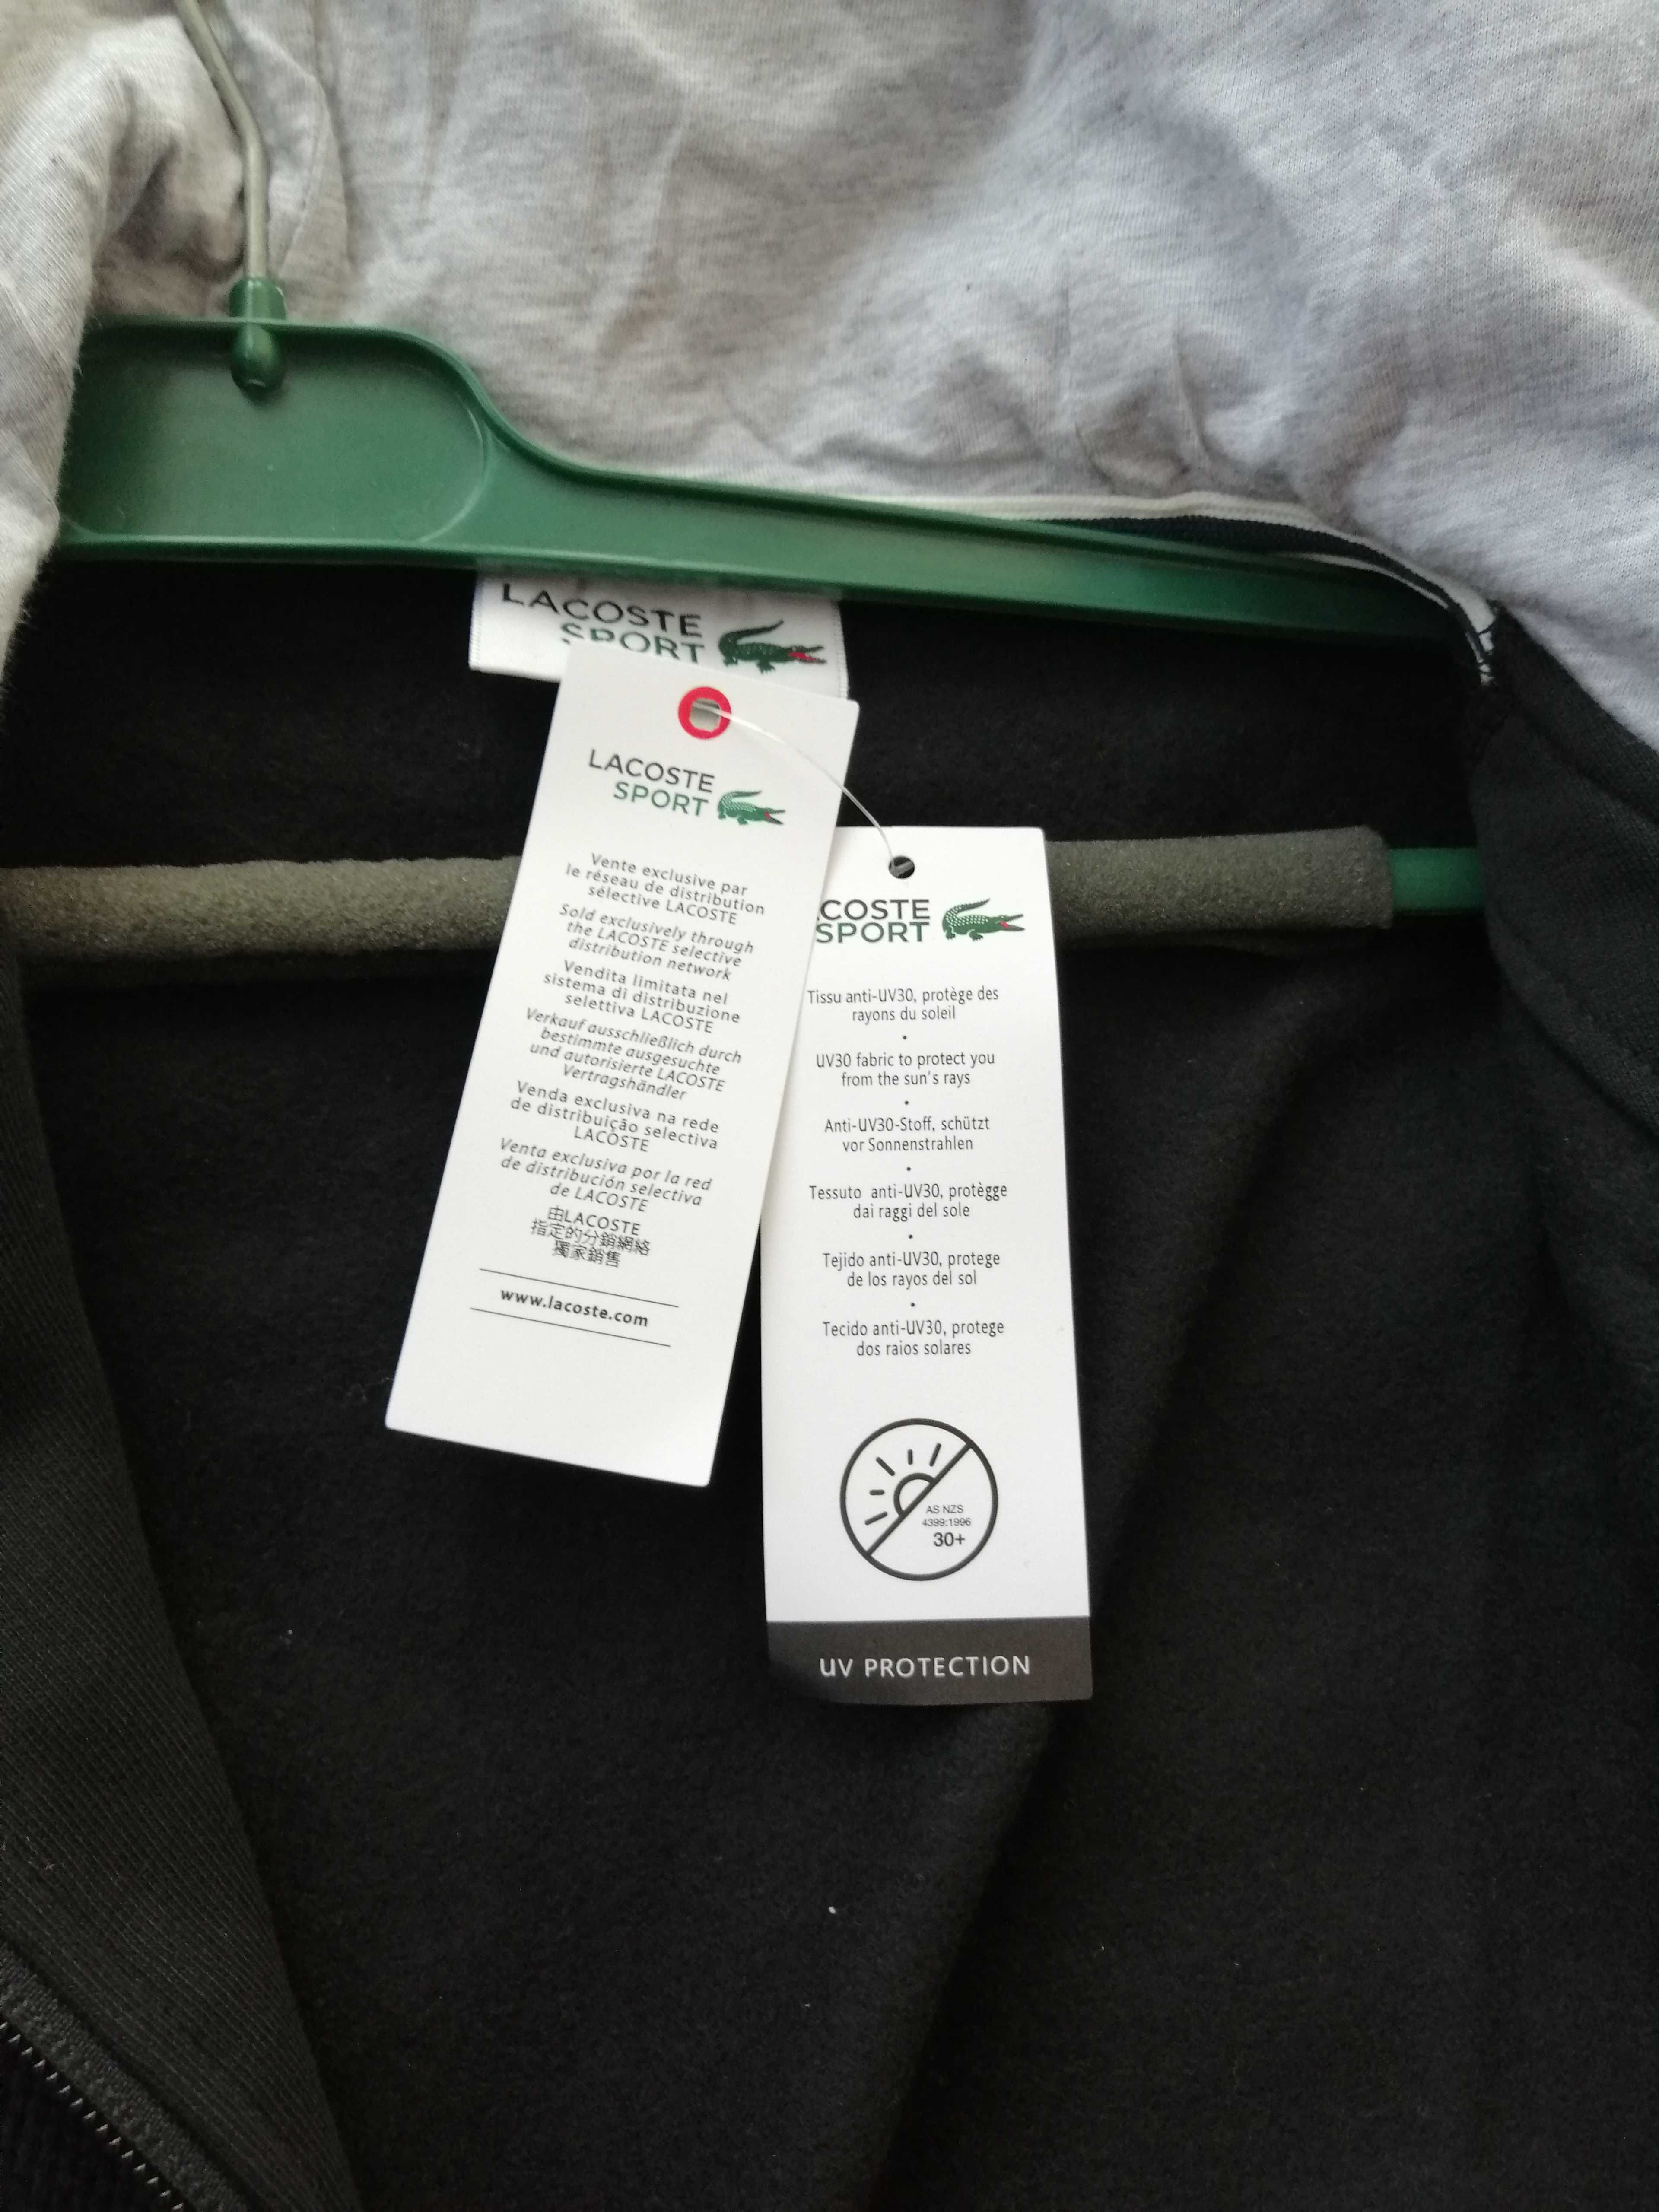 LACOSTE
SPORT
LACOSTE
SPORT
Vente exclusive par
le réseau de distribution
sélective LACOSTE
Sold exclusively through
the LACOSTE selective
distribution network
Vendita limitata nel
sistema di distribuzione
selettiva LACOSTE
Verkauf ausschließlich durch
bestimmte ausgesuchte
und autorisierte LACOSTE
Vertragshändler
Venda exclusiva na rede
de distribuição selectiva
LACOSTE
Venta exclusiva por la red
de distribución selectiva
de LACOSTE
由LACOSTE
指定的分銷網絡
獨家銷售
www.lacoste.com
COSTE
SPORT
Tissu anti-UV30, protège des
rayons du soleil
•
UV30 fabric to protect you
from the sun's rays
•
Anti-UV30-Stoff, schützt
vor Sonnenstrahlen
•
Tessuto anti-UV30, protègge
dai raggi del sole
•
Tejido anti-UV30, protege
de los rayos del sol
•
Tecido anti-UV30, protege
dos raios solares
AS NZS
4399:1996
30+
UV PROTECTION